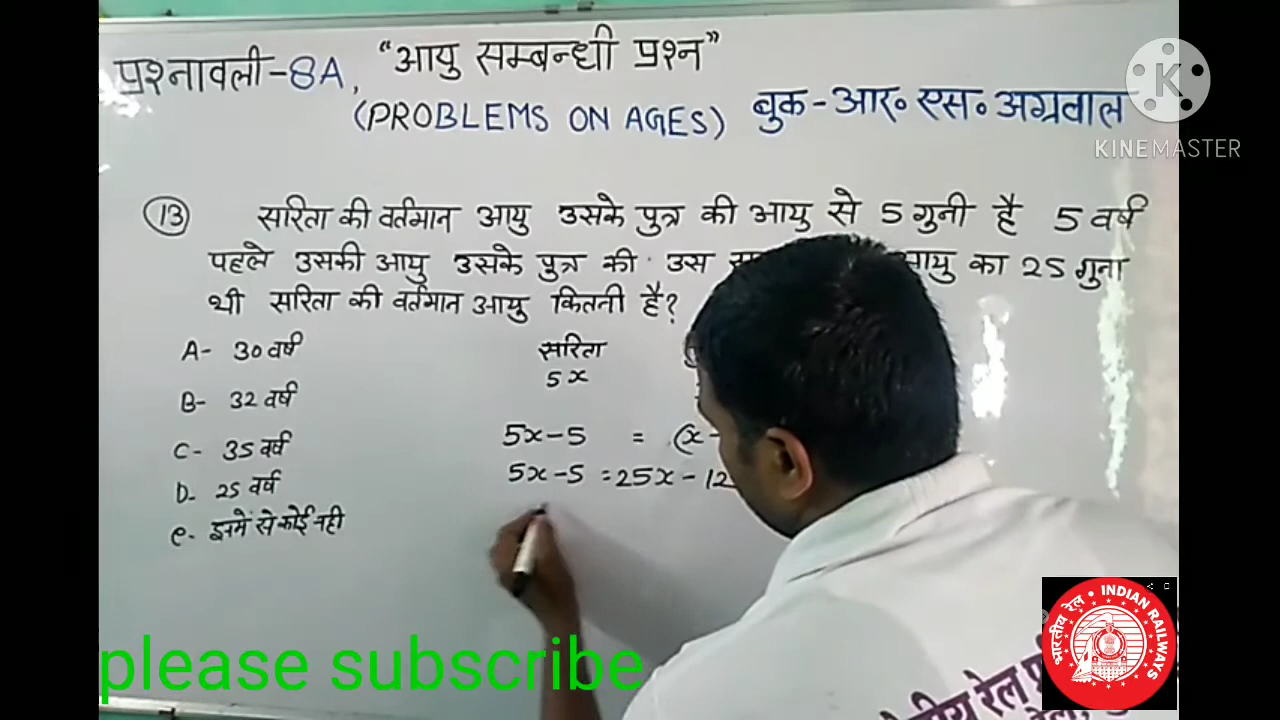 प्रश्नावली-8A, "आयु सम्बन्धी प्रश्न"
(PROBLEMS ON AGES) बुक-आर॰ एस॰ अग्रवाल
KINEMASTER
13 सरिता की वर्तमान आयु उसके पुत्र की आयु से 5 गुनी है 5 वर्ष
पहले उसकी आयु उसके पुत्र की उस आयु का 25 गुना
थी सरिता की वर्तमान आयु कितनी है?
A- 30 वर्ष
B- 32 वर्ष
C- 35 वर्ष
D- 25 वर्ष
e- इनमें से कोई नही
सरिता
5x
5x-5 = (x-
5x-5 = 25x-12
please subscribe
भारतीय रेल • INDIAN RAILWAYS